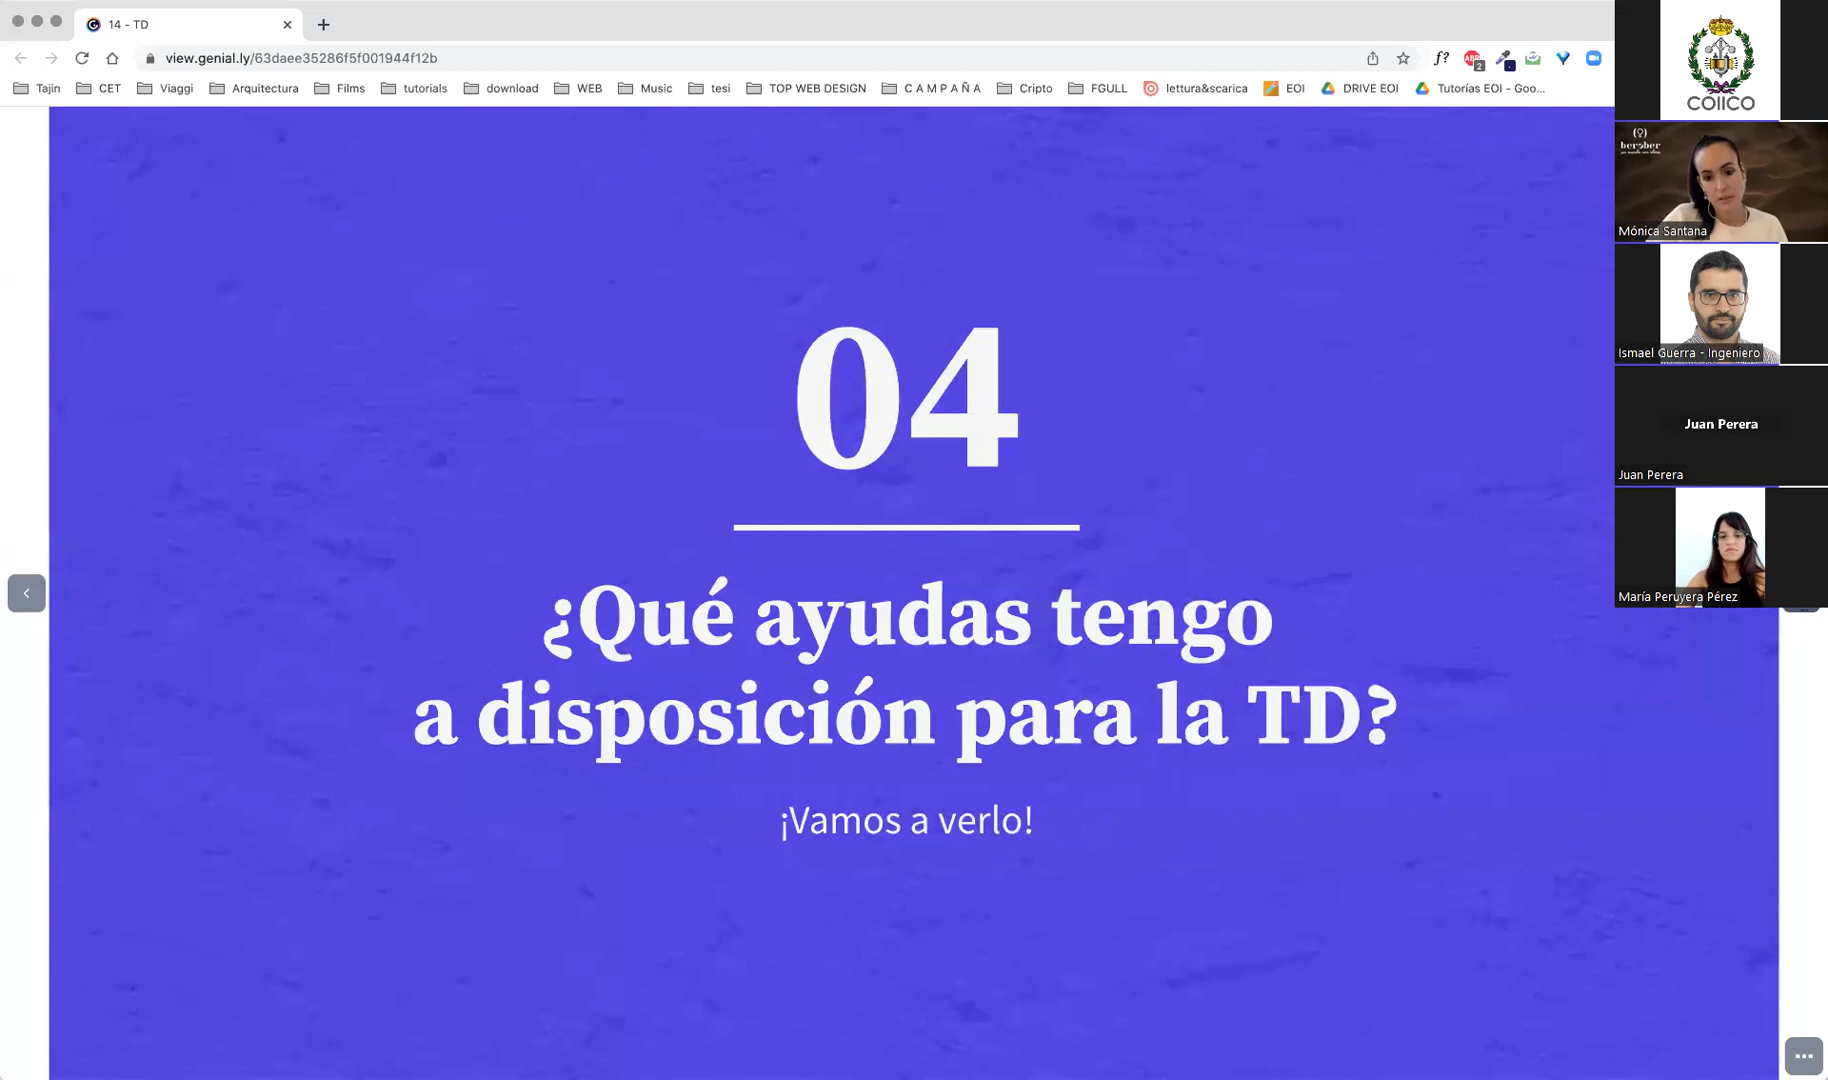 14 - TD
view.genial.ly/63daee35286f5f001944f12b
f?
ABP
2
Tajin
CET
Viaggi
Arquitectura
Films
tutorials
download
WEB
Music
tesi
TOP WEB DESIGN
C A M P A Ñ A
Cripto
FGULL
lettura&scarica
EOI
DRIVE EOI
Tutorías EOI - Goo...
COIICO
Mónica Santana
Ismael Guerra - Ingeniero
Juan Perera
Juan Perera
María Peruyera Pérez
04
¿Qué ayudas tengo
a disposición para la TD?
¡Vamos a verlo!